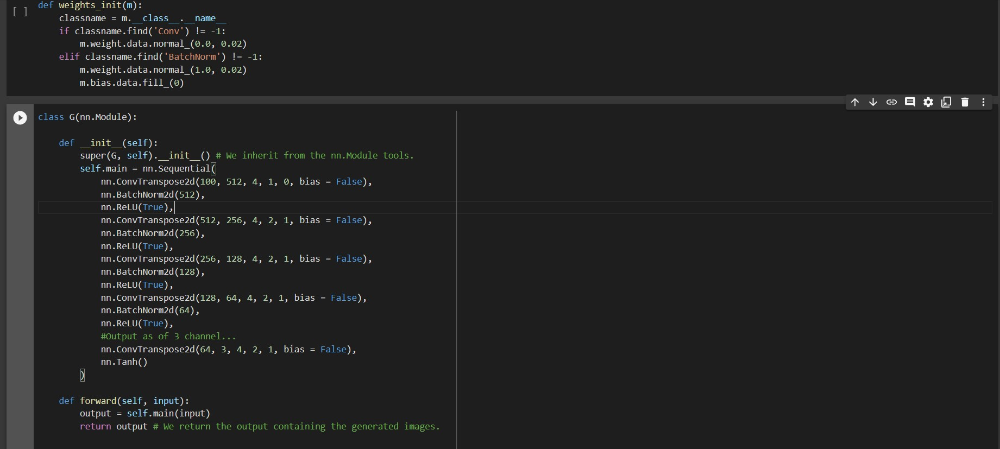 [ ]
def weights_init(m):
    classname = m.__class__.__name__
    if classname.find('Conv') != -1:
        m.weight.data.normal_(0.0, 0.02)
    elif classname.find('BatchNorm') != -1:
        m.weight.data.normal_(1.0, 0.02)
        m.bias.data.fill_(0)
class G(nn.Module):
    def __init__(self):
        super(G, self).__init__() # We inherit from the nn.Module tools.
        self.main = nn.Sequential(
            nn.ConvTranspose2d(100, 512, 4, 1, 0, bias = False),
            nn.BatchNorm2d(512),
            nn.ReLU(True),
            nn.ConvTranspose2d(512, 256, 4, 2, 1, bias = False),
            nn.BatchNorm2d(256),
            nn.ReLU(True),
            nn.ConvTranspose2d(256, 128, 4, 2, 1, bias = False),
            nn.BatchNorm2d(128),
            nn.ReLU(True),
            nn.ConvTranspose2d(128, 64, 4, 2, 1, bias = False),
            nn.BatchNorm2d(64),
            nn.ReLU(True),
            #Output as of 3 channel...
            nn.ConvTranspose2d(64, 3, 4, 2, 1, bias = False),
            nn.Tanh()
        )
    def forward(self, input):
        output = self.main(input)
        return output # We return the output containing the generated images.